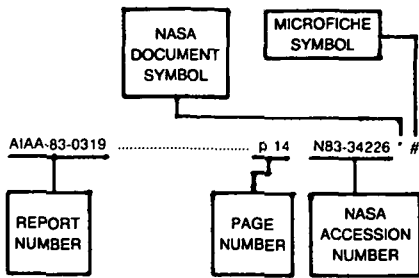 NASA
DOCUMENT
SYMBOL
MICROFICHE
SYMBOL
AIAA-83-0319 .................... p 14 N83-34226 * #
REPORT
NUMBER
PAGE
NUMBER
NASA
ACCESSION
NUMBER